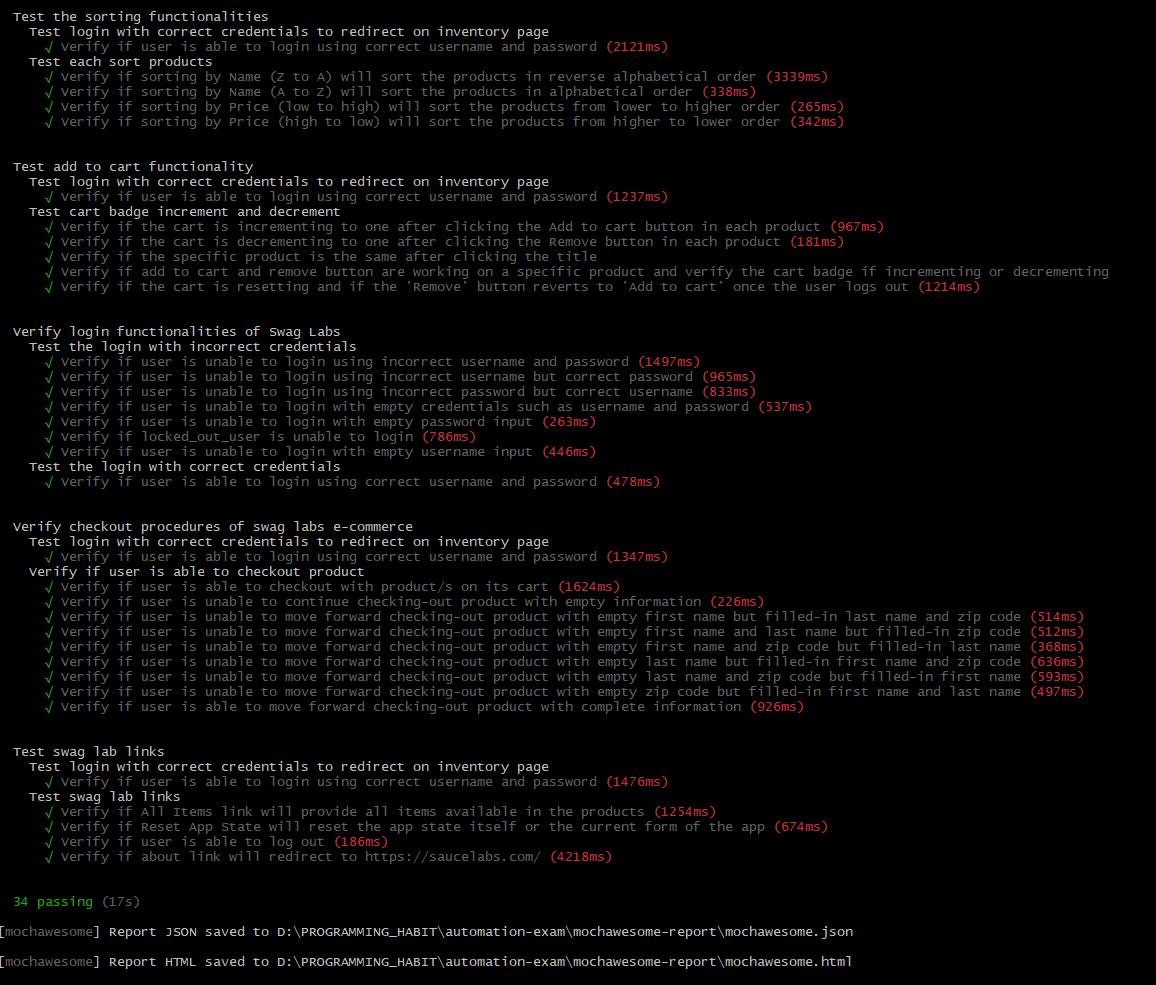 Test the sorting functionalities
Test login with correct credentials to redirect on inventory page
√ Verify if user is able to login using correct username and password (2121ms)
Test each sort products
√ Verify if sorting by Name (Z to A) will sort the products in reverse alphabetical order (3339ms)
√ Verify if sorting by Name (A to Z) will sort the products in alphabetical order (338ms)
√ Verify if sorting by Price (low to high) will sort the products from lower to higher order (265ms)
√ Verify if sorting by Price (high to low) will sort the products from higher to lower order (342ms)
Test add to cart functionality
Test login with correct credentials to redirect on inventory page
√ Verify if user is able to login using correct username and password (1237ms)
Test cart badge increment and decrement
√ Verify if the cart is incrementing to one after clicking the Add to cart button in each product (967ms)
√ Verify if the cart is decrementing to one after clicking the Remove button in each product (181ms)
√ Verify if the specific product is the same after clicking the title
√ Verify if add to cart and remove button are working on a specific product and verify the cart badge if incrementing or decrementing
√ Verify if the cart is resetting and if the 'Remove' button reverts to 'Add to cart' once the user logs out (1214ms)
Verify login functionalities of Swag Labs
Test the login with incorrect credentials
√ Verify if user is unable to login using incorrect username and password (1497ms)
√ Verify if user is unable to login using incorrect username but correct password (965ms)
√ Verify if user is unable to login using incorrect password but correct username (833ms)
√ Verify if user is unable to login with empty credentials such as username and password (537ms)
√ Verify if user is unable to login with empty password input (263ms)
√ Verify if locked_out_user is unable to login (786ms)
√ Verify if user is unable to login with empty username input (446ms)
Test the login with correct credentials
√ Verify if user is able to login using correct username and password (478ms)
Verify checkout procedures of swag labs e-commerce
Test login with correct credentials to redirect on inventory page
√ Verify if user is able to login using correct username and password (1347ms)
Verify if user is able to checkout product
√ Verify if user is able to checkout with product/s on its cart (1624ms)
√ Verify if user is unable to continue checking-out product with empty information (226ms)
√ Verify if user is unable to move forward checking-out product with empty first name but filled-in last name and zip code (514ms)
√ Verify if user is unable to move forward checking-out product with empty first name and last name but filled-in zip code (512ms)
√ Verify if user is unable to move forward checking-out product with empty first name and zip code but filled-in last name (368ms)
√ Verify if user is unable to move forward checking-out product with empty last name but filled-in first name and zip code (636ms)
√ Verify if user is unable to move forward checking-out product with empty last name and zip code but filled-in first name (593ms)
√ Verify if user is unable to move forward checking-out product with empty zip code but filled-in first name and last name (497ms)
√ Verify if user is able to move forward checking-out product with complete information (926ms)
Test swag lab links
Test login with correct credentials to redirect on inventory page
√ Verify if user is able to login using correct username and password (1476ms)
Test swag lab links
√ Verify if All Items link will provide all items available in the products (1254ms)
√ Verify if Reset App State will reset the app state itself or the current form of the app (674ms)
√ Verify if user is able to log out (186ms)
√ Verify if about link will redirect to https://saucelabs.com/ (4218ms)
34 passing (17s)
[mochawesome] Report JSON saved to D:\PROGRAMMING_HABIT\automation-exam\mochawesome-report\mochawesome.json
[mochawesome] Report HTML saved to D:\PROGRAMMING_HABIT\automation-exam\mochawesome-report\mochawesome.html